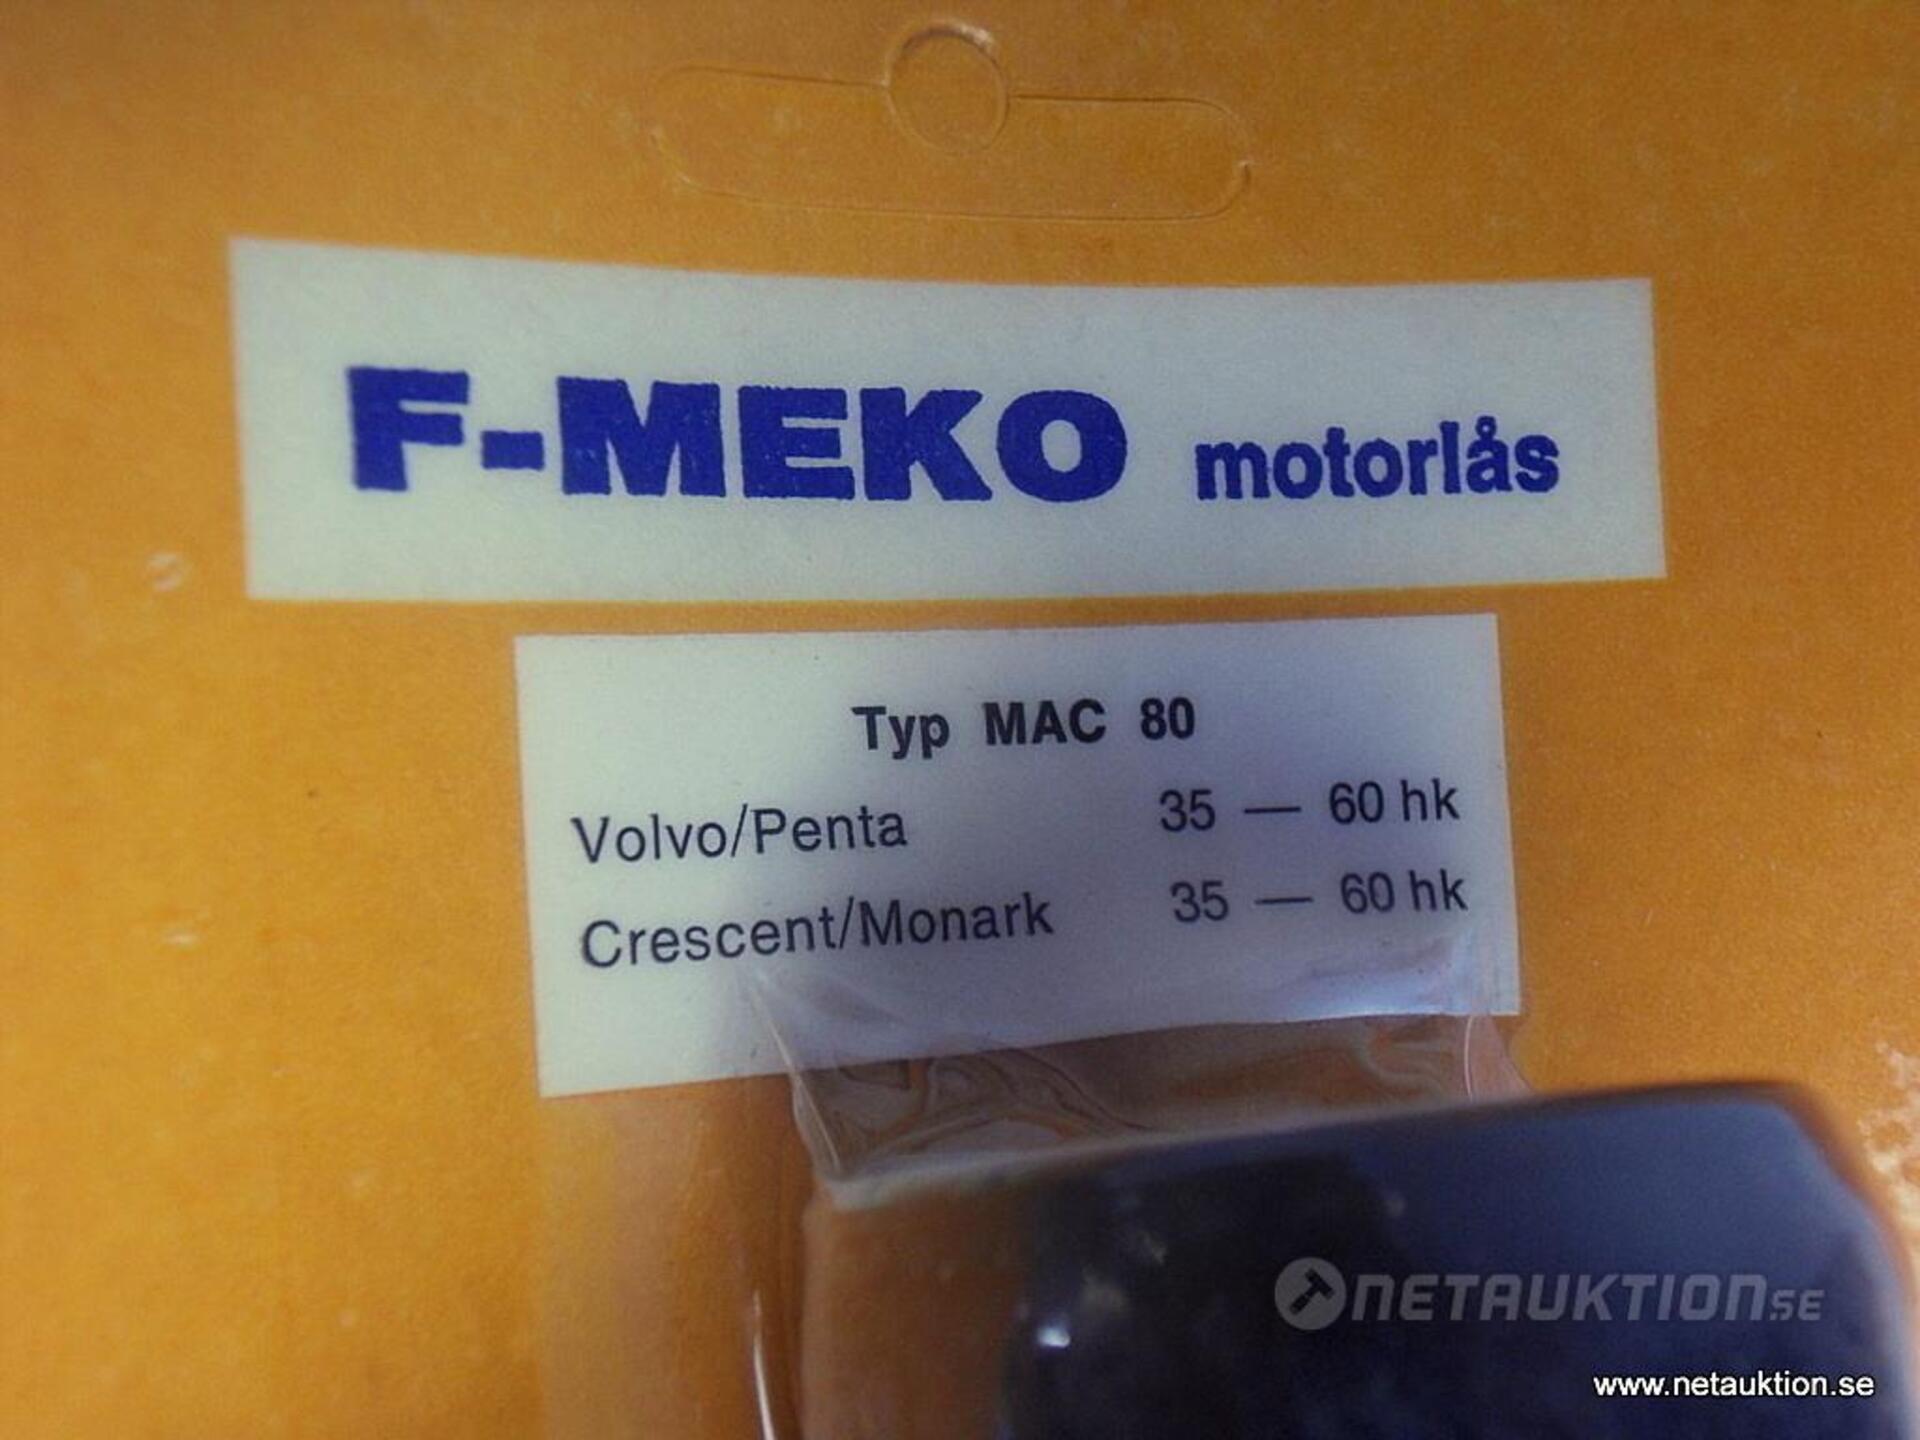 F-MEKO motorlås
Typ MAC 80
Volvo/Penta 35 — 60 hk
Crescent/Monark 35 — 60 hk
NETAUKTION.SE
www.netauktion.se